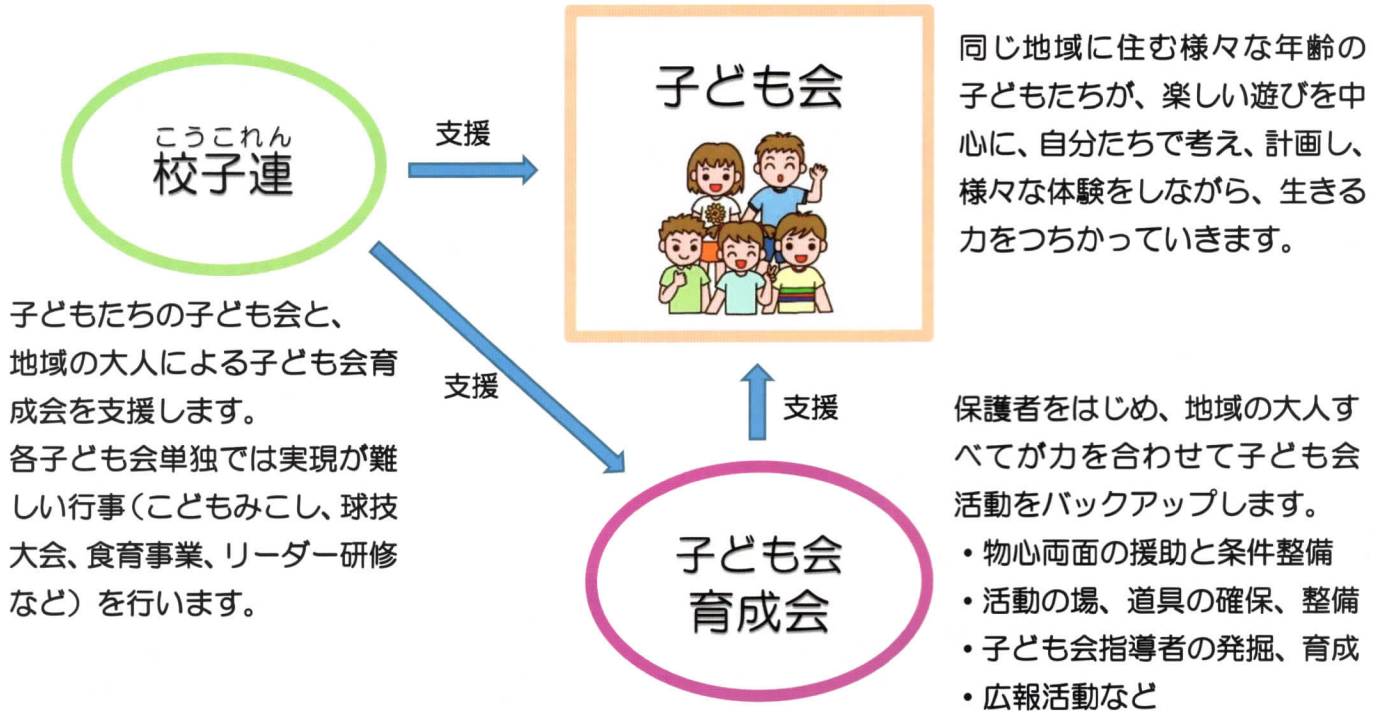 こうこれん
校子連
支援
子ども会
同じ地域に住む様々な年齢の
子どもたちが、楽しい遊びを中
心に、自分たちで考え、計画し、
様々な体験をしながら、生きる
力をつちかっていきます。
子どもたちの子ども会と、
地域の大人による子ども会育
成会を支援します。
各子ども会単独では実現が難
しい行事（こどもみこし、球技
大会、食育事業、リーダー研修
など）を行います。
支援
支援
子ども会
育成会
保護者をはじめ、地域の大人す
べてが力を合わせて子ども会
活動をバックアップします。
・物心両面の援助と条件整備
・活動の場、道具の確保、整備
・子ども会指導者の発掘、育成
・広報活動など